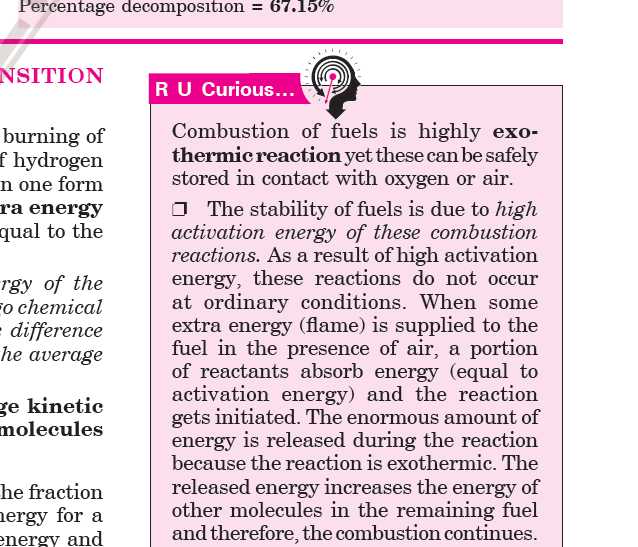 Percentage decomposition = 67.15%
NSITION
burning of
f hydrogen
n one form
ra energy
qual to the
rgy of the
go chemical
difference
he average
ge kinetic
molecules
he fraction
nergy for a
energy and
R U Curious...
Combustion of fuels is highly exo-
thermic reaction yet these can be safely
stored in contact with oxygen or air.
❐ The stability of fuels is due to high
activation energy of these combustion
reactions. As a result of high activation
energy, these reactions do not occur
at ordinary conditions. When some
extra energy (flame) is supplied to the
fuel in the presence of air, a portion
of reactants absorb energy (equal to
activation energy) and the reaction
gets initiated. The enormous amount of
energy is released during the reaction
because the reaction is exothermic. The
released energy increases the energy of
other molecules in the remaining fuel
and therefore, the combustion continues.